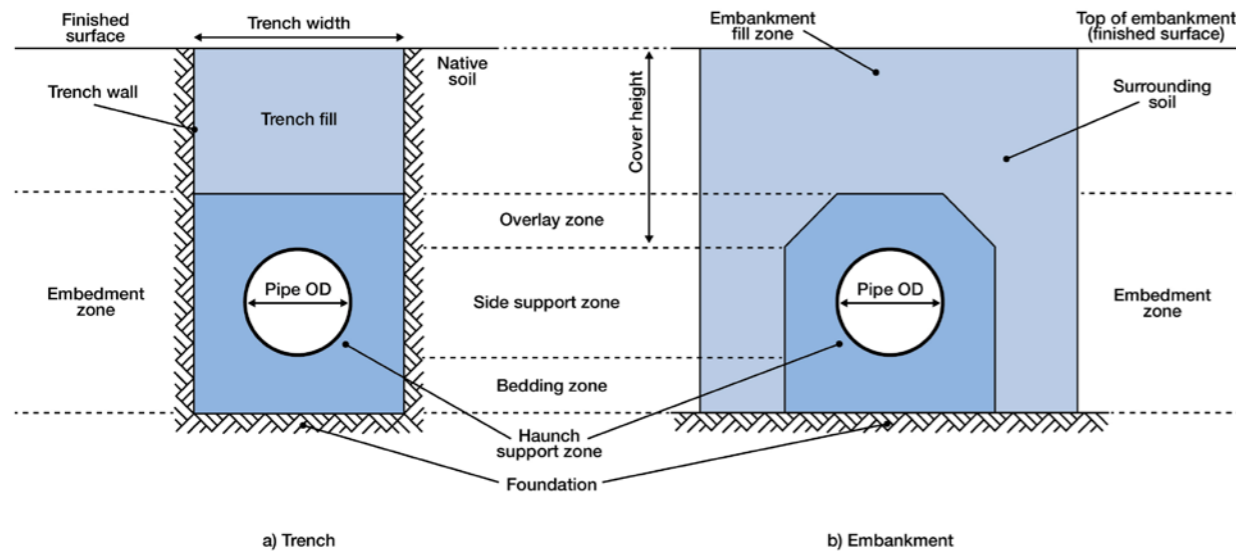 Finished
surface
Trench width
Embankment
fill zone
Top of embankment
(finished surface)
Native
soil
Trench wall
Trench fill
Cover height
Surrounding
soil
Overlay zone
Embedment
zone
Pipe OD
Side support zone
Pipe OD
Embedment
zone
Bedding zone
Haunch
support zone
Foundation
a) Trench
b) Embankment